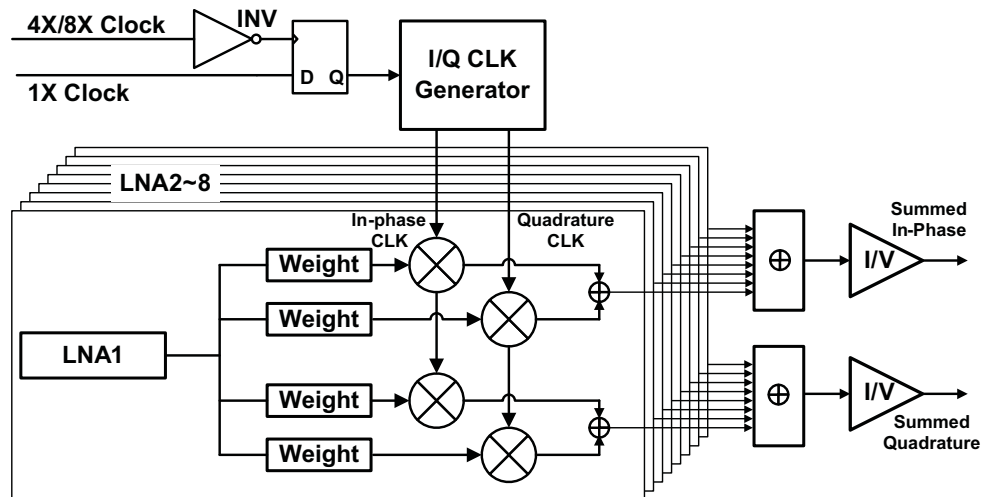 4X/8X Clock
INV
D Q
1X Clock
I/Q CLK
Generator
LNA2~8
In-phase
CLK
Quadrature
CLK
Weight
Weight
LNA1
Weight
Weight
I/V
Summed
In-Phase
I/V
Summed
Quadrature